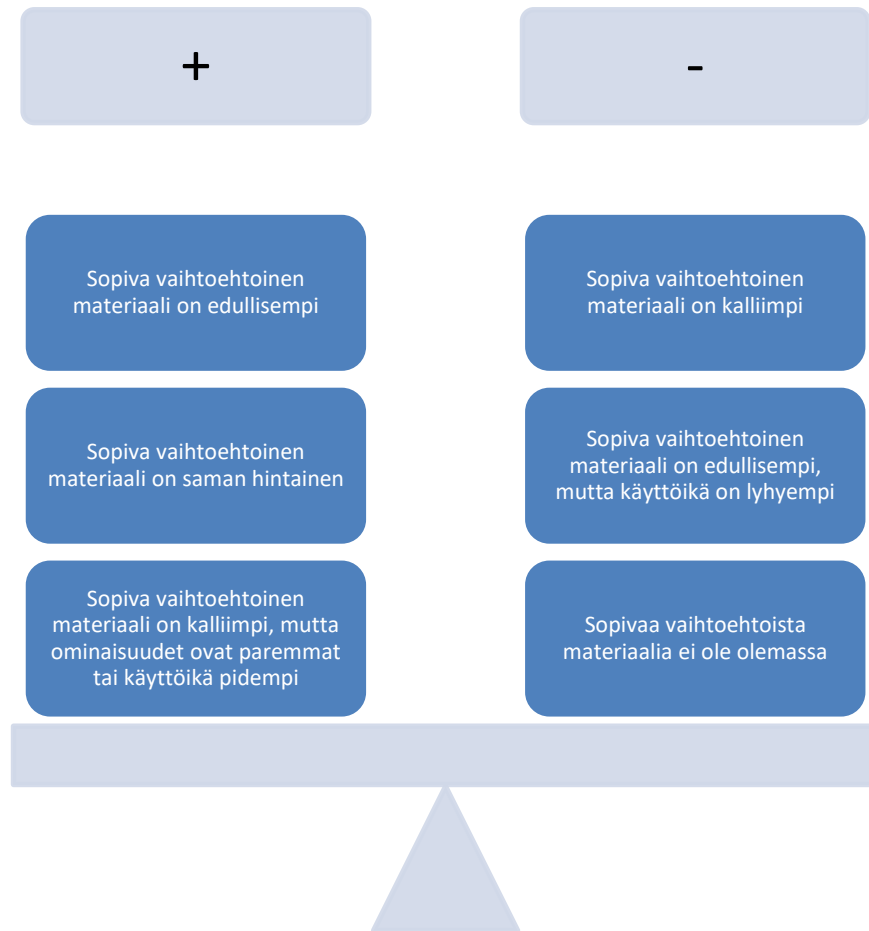 +
-
Sopiva vaihtoehtoinen
materiaali on edullisempi
Sopiva vaihtoehtoinen
materiaali on saman hintainen
Sopiva vaihtoehtoinen
materiaali on kalliimpi, mutta
ominaisuudet ovat paremmat
tai käyttöikä pidempi
Sopiva vaihtoehtoinen
materiaali on kalliimpi
Sopiva vaihtoehtoinen
materiaali on edullisempi,
mutta käyttöikä on lyhyempi
Sopivaa vaihtoehtoista
materiaalia ei ole olemassa